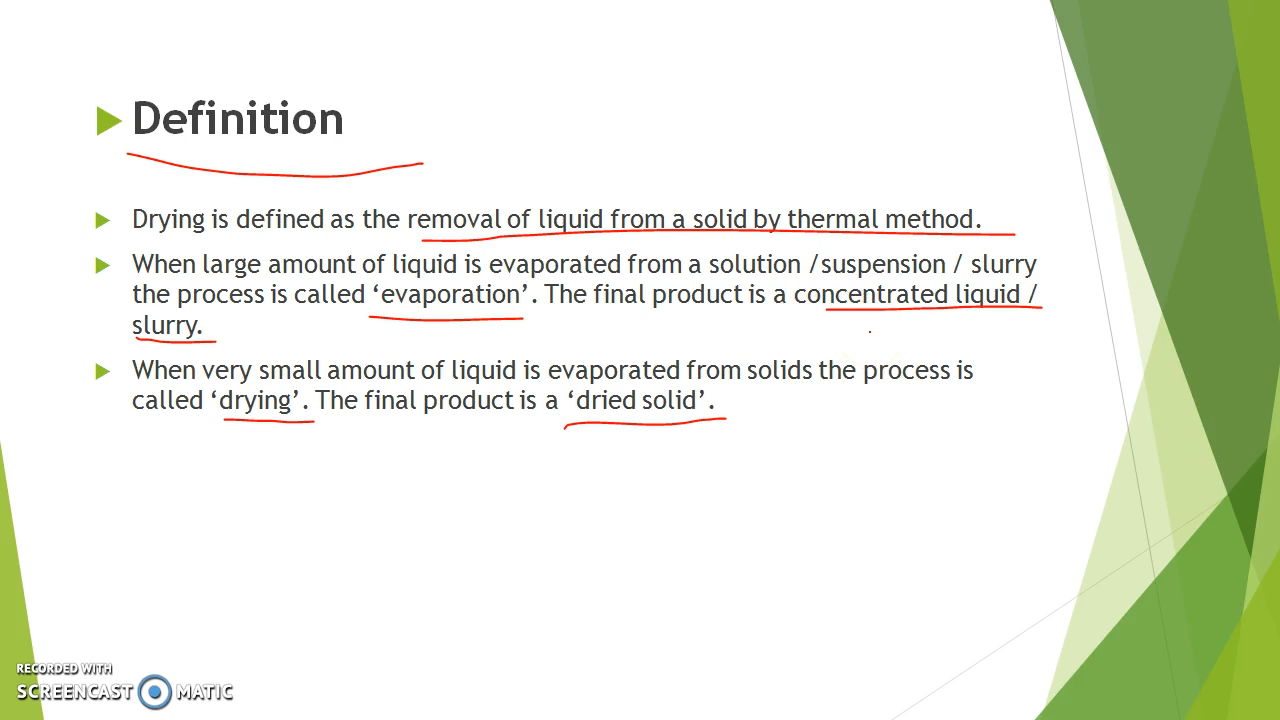 Definition
Drying is defined as the removal of liquid from a solid by thermal method.
When large amount of liquid is evaporated from a solution /suspension / slurry
the process is called ‘evaporation’. The final product is a concentrated liquid /
slurry.
When very small amount of liquid is evaporated from solids the process is
called ‘drying’. The final product is a ‘dried solid’.
RECORDED WITH
SCREENCAST MATIC